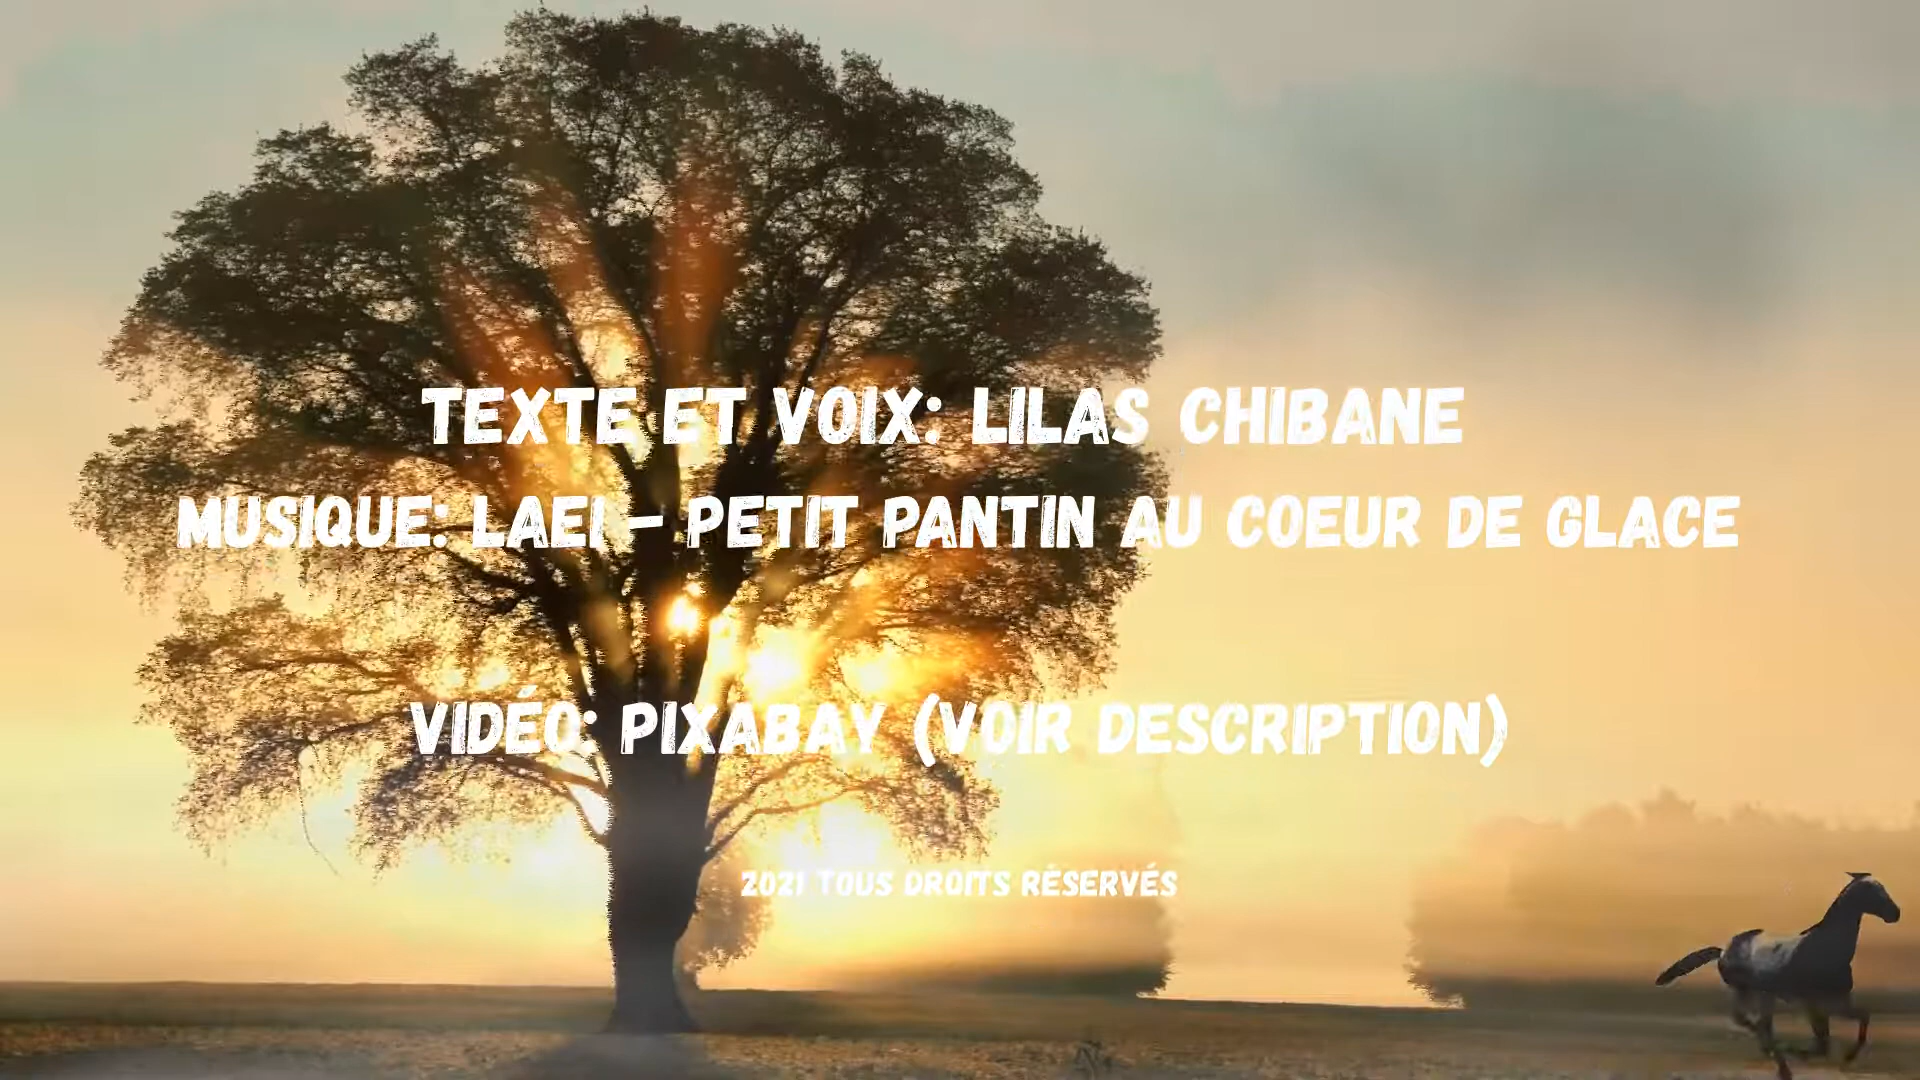 TEXTE ET VOIX: LILAS CHIBANE
MUSIQUE: LAEI - PETIT PANTIN AU COEUR DE GLACE
VIDÉO: PIXABAY (VOIR DESCRIPTION)
2021 TOUS DROITS RÉSERVÉS